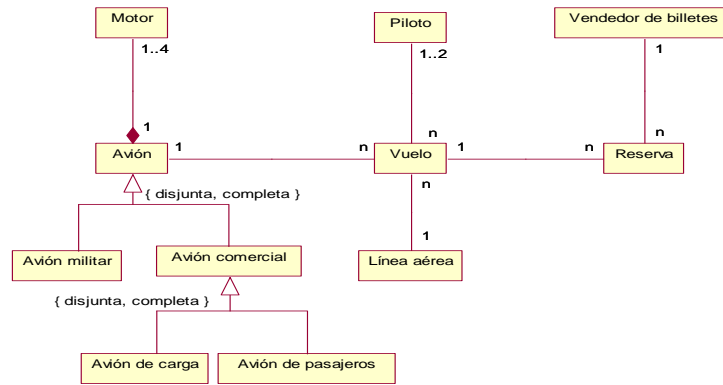 Motor
Piloto
Vendedor de billetes
1..4
1..2
1
1
1
n
n
n
1
n
Avión
Vuelo
Reserva
{ disjunta, completa }
n
1
Avión militar
Avión comercial
Línea aérea
{ disjunta, completa }
Avión de carga
Avión de pasajeros